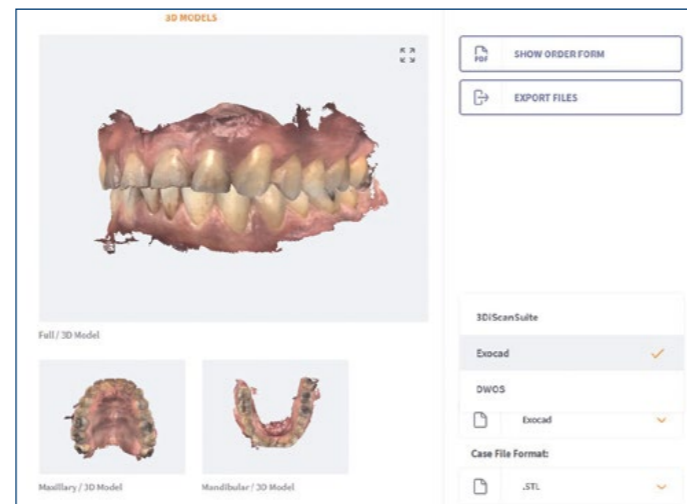 3D MODELS
PDF
SHOW ORDER FORM
EXPORT FILES
Full / 3D Model
Maxillary / 3D Model
Mandibular / 3D Model
3DiScanSuite
Exocad
DWOS
Exocad
Case File Format:
.STL